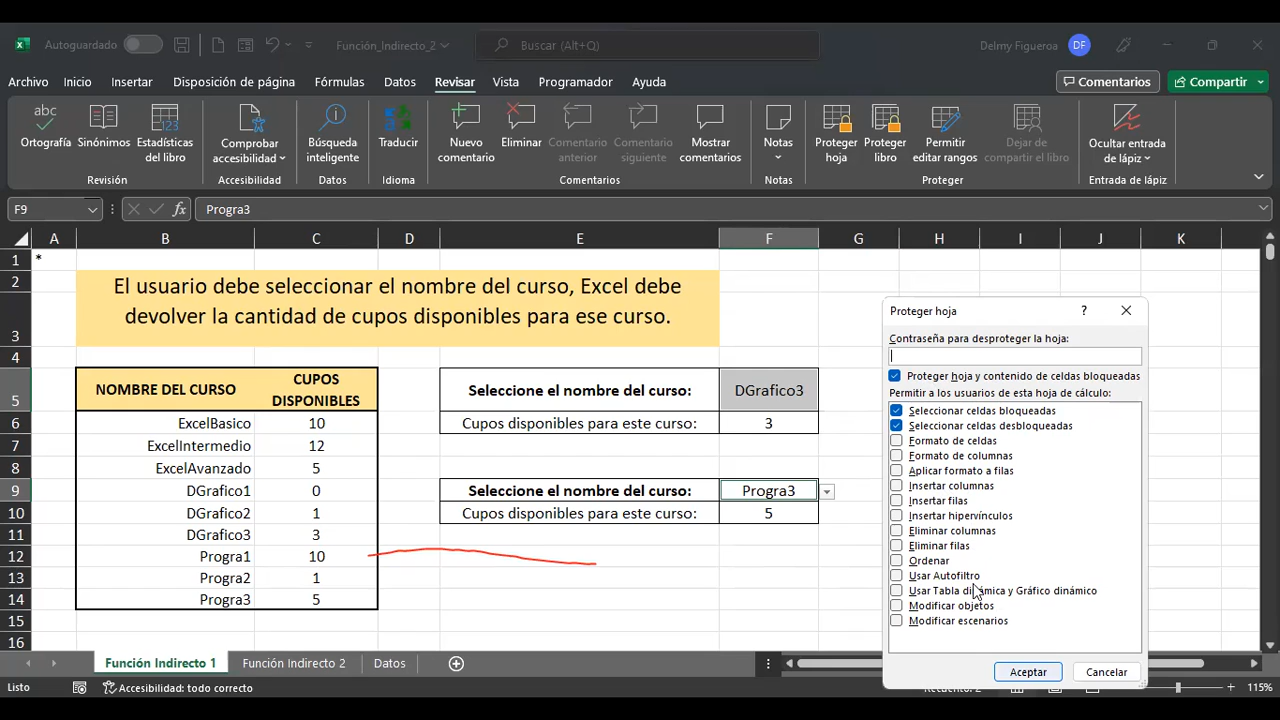 Autoguardado
Función_Indirecto_2
Buscar (Alt+Q)
Delmy Figueroa
DF
Archivo Inicio Insertar Disposición de página Fórmulas Datos Revisar Vista Programador Ayuda
Comentarios
Compartir
abc
Ortografía
Sinónimos
123
Estadísticas
del libro
Comprobar
accesibilidad
Búsqueda
inteligente
Traducir
Nuevo
comentario
Eliminar
Comentario
anterior
Comentario
siguiente
Mostrar
comentarios
Notas
Proteger
hoja
Proteger
libro
Permitir
editar rangos
Dejar de
compartir el libro
Ocultar entrada
de lápiz
Revisión Accesibilidad Datos Idioma Comentarios Notas Proteger Entrada de lápiz
F9
fx
Progra3
A B C D E F G H I J K
1 *
2
3
El usuario debe seleccionar el nombre del curso, Excel debe
devolver la cantidad de cupos disponibles para ese curso.
4
5 NOMBRE DEL CURSO CUPOS
DISPONIBLES
Seleccione el nombre del curso: DGrafico3
6 ExcelBasico 10 Cupos disponibles para este curso: 3
7 ExcelIntermedio 12
8 ExcelAvanzado 5
9 DGrafico1 0 Seleccione el nombre del curso: Progra3
10 DGrafico2 1 Cupos disponibles para este curso: 5
11 DGrafico3 3
12 Progra1 10
13 Progra2 1
14 Progra3 5
15
16
Proteger hoja
?
Contraseña para desproteger la hoja:
Proteger hoja y contenido de celdas bloqueadas
Permitir a los usuarios de esta hoja de cálculo:
Seleccionar celdas bloqueadas
Seleccionar celdas desbloqueadas
Formato de celdas
Formato de columnas
Aplicar formato a filas
Insertar columnas
Insertar filas
Insertar hipervínculos
Eliminar columnas
Eliminar filas
Ordenar
Usar Autofiltro
Usar Tabla dinámica y Gráfico dinámico
Modificar objetos
Modificar escenarios
Aceptar
Cancelar
Función Indirecto 1 Función Indirecto 2 Datos
Listo
Accesibilidad: todo correcto
115%